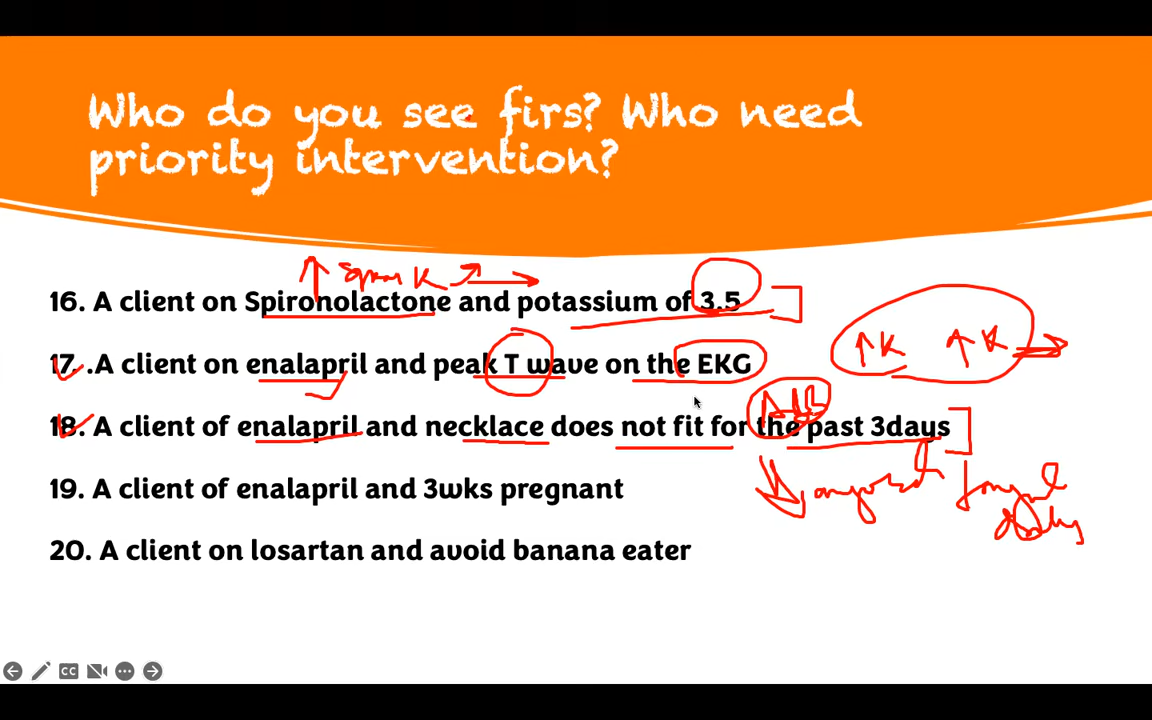 Who do you see firs? Who need
priority intervention?
↑ K
16. A client on Spironolactone and potassium of 3.5
↑K ↑K
17. .A client on enalapril and peak T wave on the EKG
18. A client of enalapril and necklace does not fit for the past 3days
19. A client of enalapril and 3wks pregnant
20. A client on losartan and avoid banana eater
CC